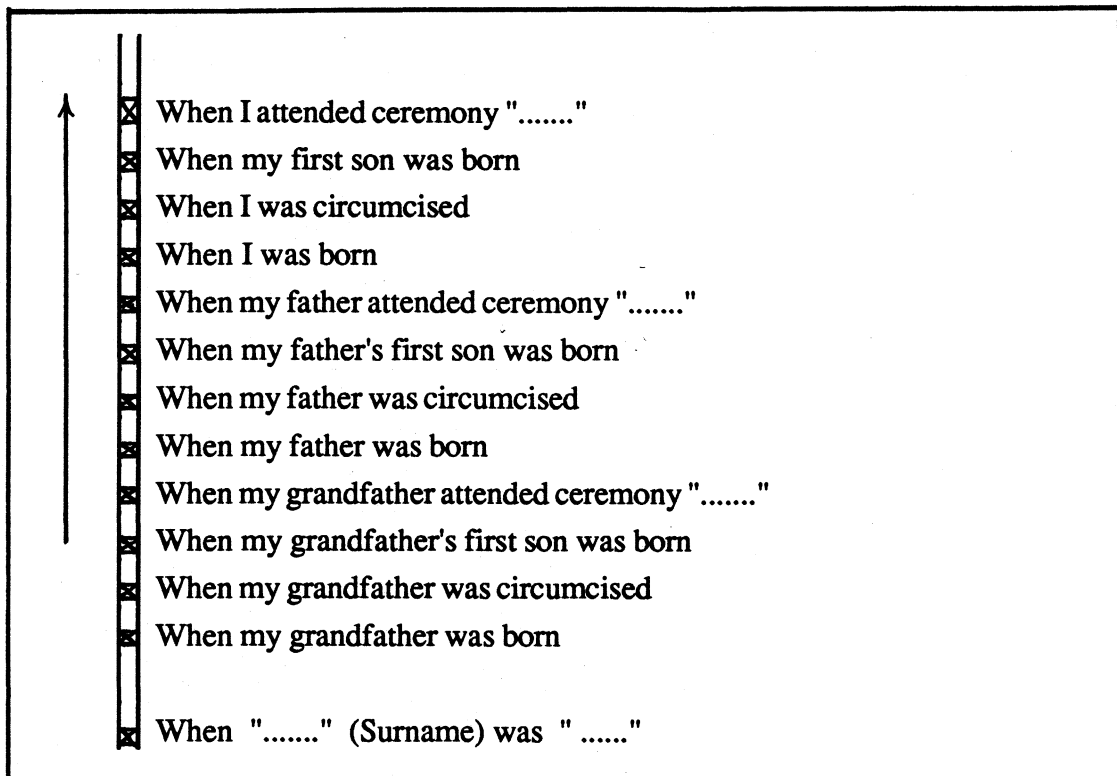 When I attended ceremony "......."
When my first son was born
When I was circumcised
When I was born
When my father attended ceremony "......."
When my father's first son was born
When my father was circumcised
When my father was born
When my grandfather attended ceremony "......."
When my grandfather's first son was born
When my grandfather was circumcised
When my grandfather was born
When "......." (Surname) was " ......"